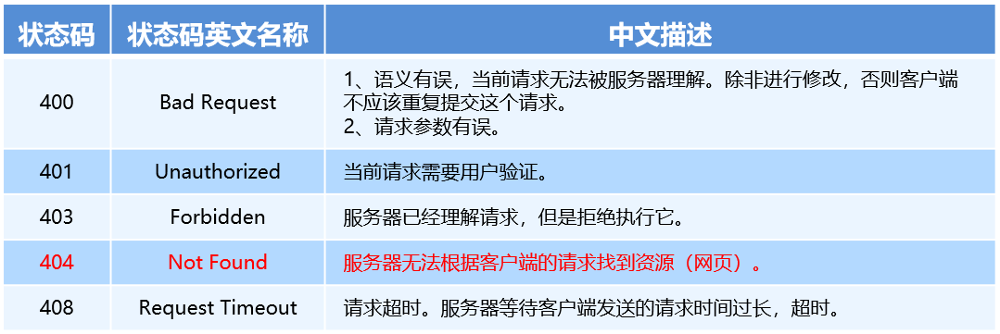 状态码 状态码英文名称 中文描述
400 Bad Request 1、语义有误，当前请求无法被服务器理解。除非进行修改，否则客户端
不应该重复提交这个请求。
2、请求参数有误。
401 Unauthorized 当前请求需要用户验证。
403 Forbidden 服务器已经理解请求，但是拒绝执行它。
404 Not Found 服务器无法根据客户端的请求找到资源（网页）。
408 Request Timeout 请求超时。服务器等待客户端发送的请求时间过长，超时。